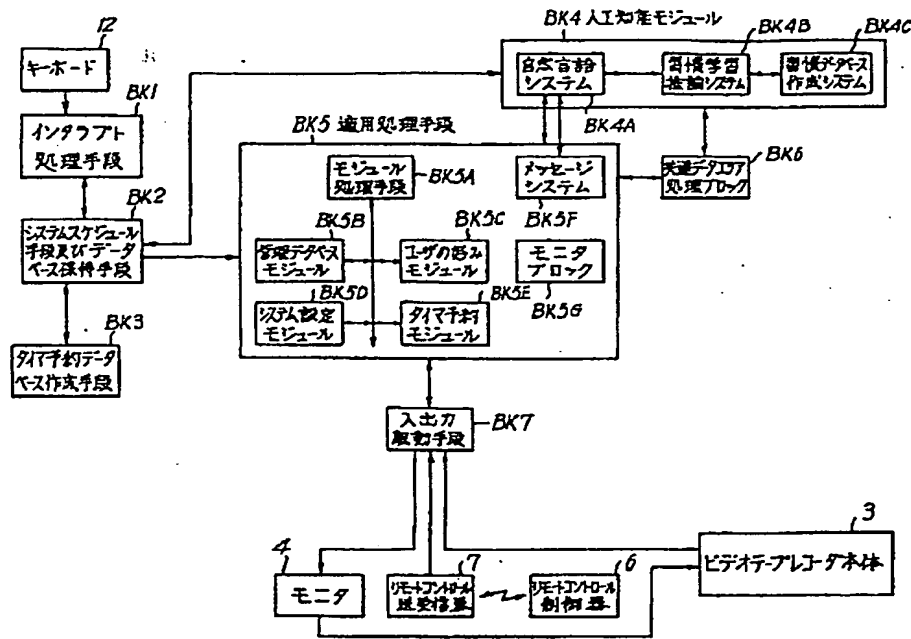 12
キーボード
BK1
インタラプト
処理手段
BK2
システムスケジュール
手段及びデータ
ベース保持手段
BK3
タイマ予約データ
ベース作成手段
BK4 人工知能モジュール
自然言語
システム
BK4A
BK4B
習慣学習
推論システム
BK4C
習慣データベース
作成システム
BK5 適用処理手段
モジュール
処理手段
BK5A
メッセージ
システム
BK5F
BK5B
管理データベース
モジュール
BK5C
ユーザの好み
モジュール
モニタ
ブロック
BK5G
BK5D
システム設定
モジュール
BK5E
タイマ予約
モジュール
BK6
共通データエリア
処理ブロック
入出力
駆動手段
BK7
4
モニタ
7
リモートコントロール
送受信器
6
リモートコントロール
制御器
3
ビデオテープレコーダ本体